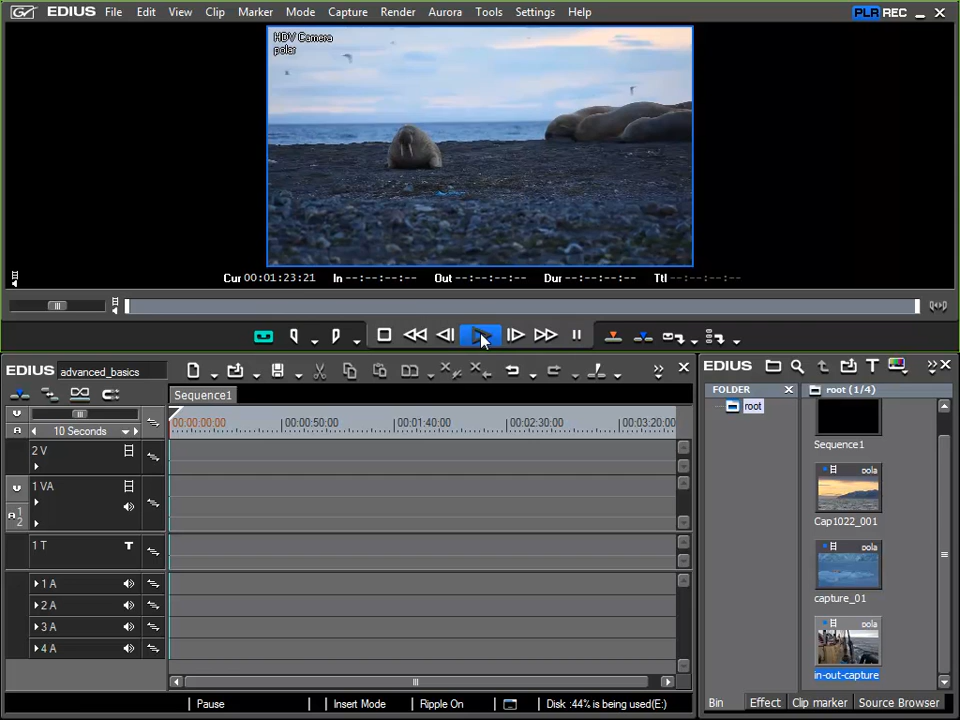 EDIUS File Edit View Clip Marker Mode Capture Render Aurora Tools Settings Help PLR REC
HDV Camera
polar
Cur 00:01:23:21 In --:--:--:-- Out --:--:--:-- Dur --:--:--:-- Ttl --:--:--:--
EDIUS advanced_basics
Sequence1
00:00:00:00 00:00:50:00 00:01:40:00 00:02:30:00 00:03:20:00
10 Seconds
2 V
1 VA
1 T
1 A
2 A
3 A
4 A
Pause Insert Mode Ripple On Disk :44% is being used(E:)
EDIUS
FOLDER
root
root (1/4)
Sequence1
pola
Cap1022_001
pola
capture_01
pola
in-out-capture
Bin Effect Clip marker Source Browser